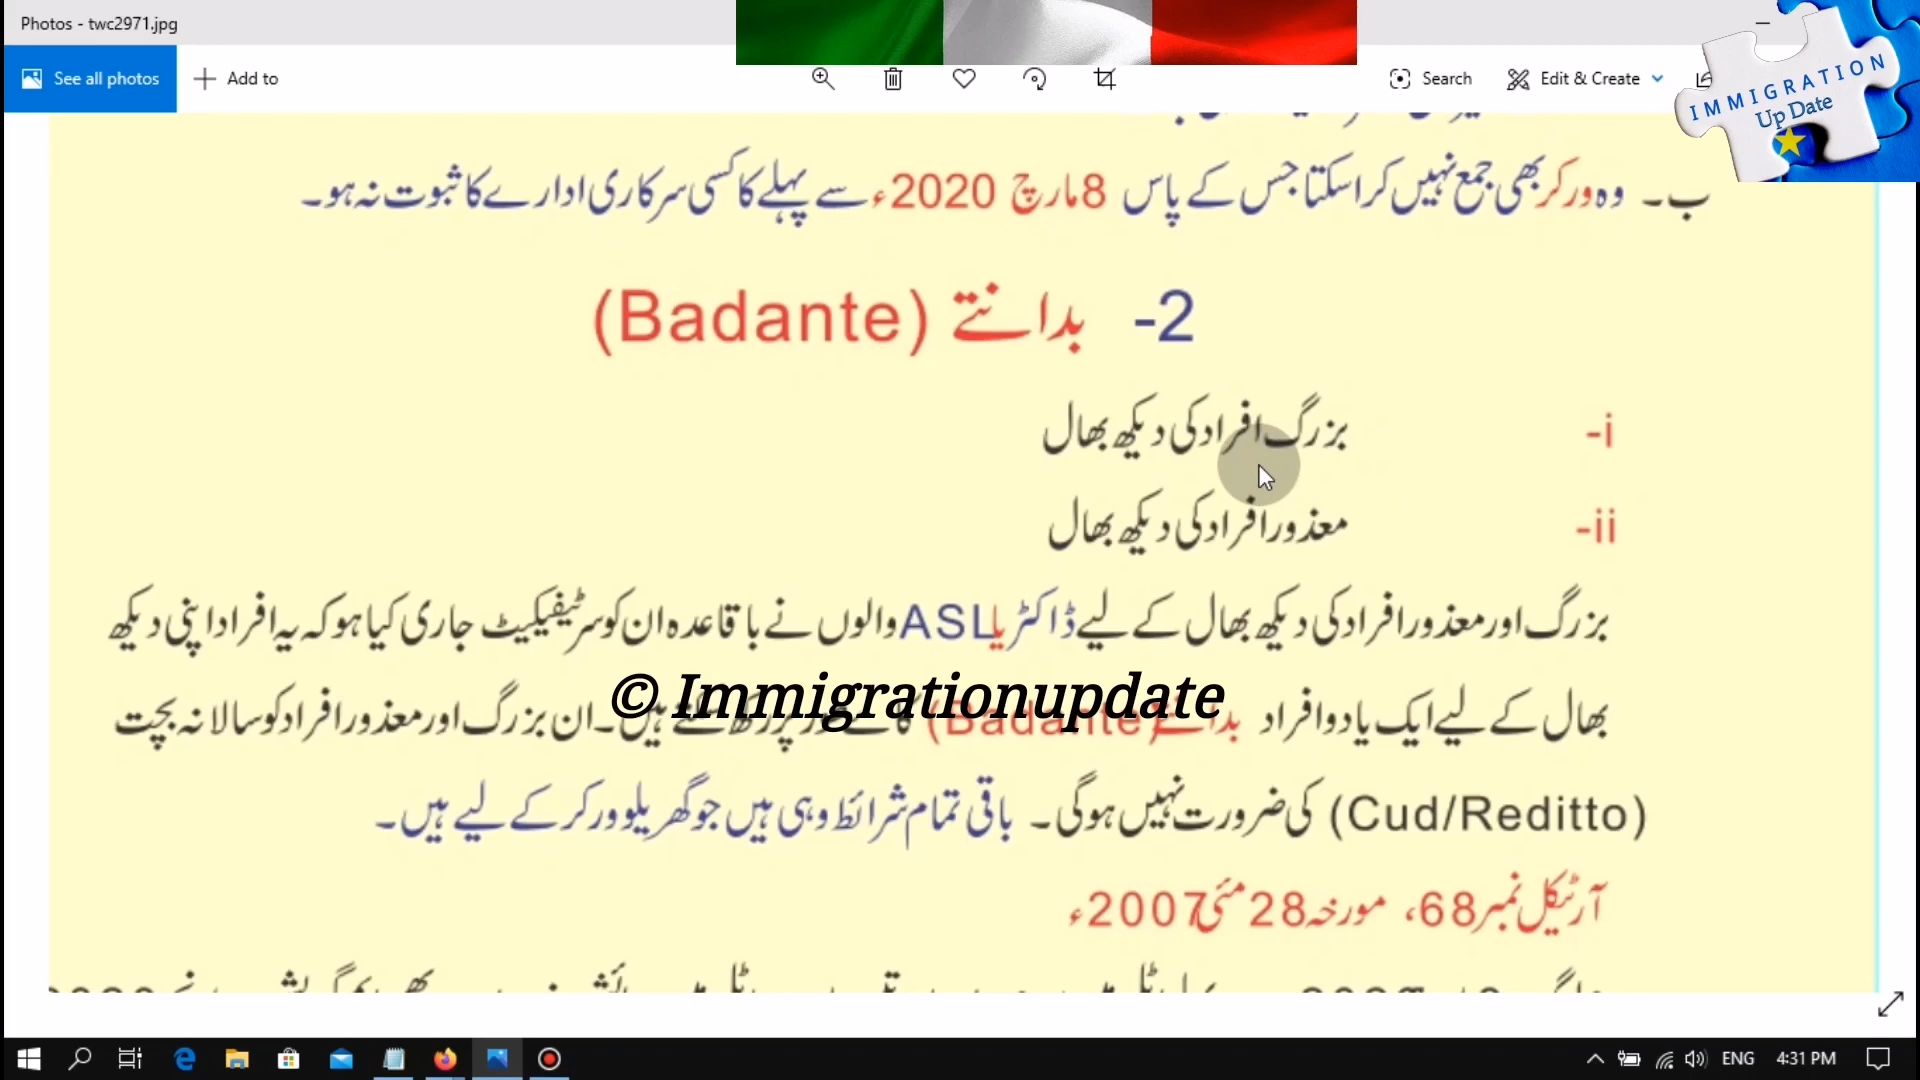 Photos - twc2971.jpg
IMMIGRATION
Up Date
See all photos
Add to
Search
Edit & Create
ب۔ وہ ورکر بھی جمع نہیں کراسکتا جس کے پاس 8 مارچ 2020ء سے پہلے کا کسی سرکاری ادارے کا ثبوت نہ ہو۔
2- بدانتے (Badante)
i- بزرگ افراد کی دیکھ بھال
ii- معذور افراد کی دیکھ بھال
بزرگ اور معذور افراد کی دیکھ بھال کے لیے ڈاکٹر یا ASL والوں نے باقاعدہ ان کو سرٹیفیکیٹ جاری کیا ہو کہ یہ افراد اپنی دیکھ
© Immigrationupdate
بھال کے لیے ایک یا دو افراد بدانتے (Badante) کے پر رکھ سکتے ہیں۔ ان بزرگ اور معذور افراد کو سالانہ بچت
(Cud/Reditto) کی ضرورت نہیں ہوگی۔ باقی تمام شرائط وہی ہیں جو گھریلو ورکر کے لیے ہیں۔
آرٹیکل نمبر 68، مورخہ 28 مئی 2007ء
ENG
4:31 PM